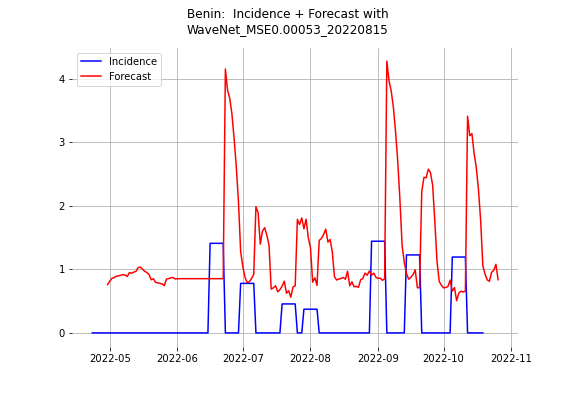 Benin:  Incidence + Forecast with
WaveNet_MSE0.00053_20220815
Incidence
Forecast
4
3
2
1
0
2022-05 2022-06 2022-07 2022-08 2022-09 2022-10 2022-11